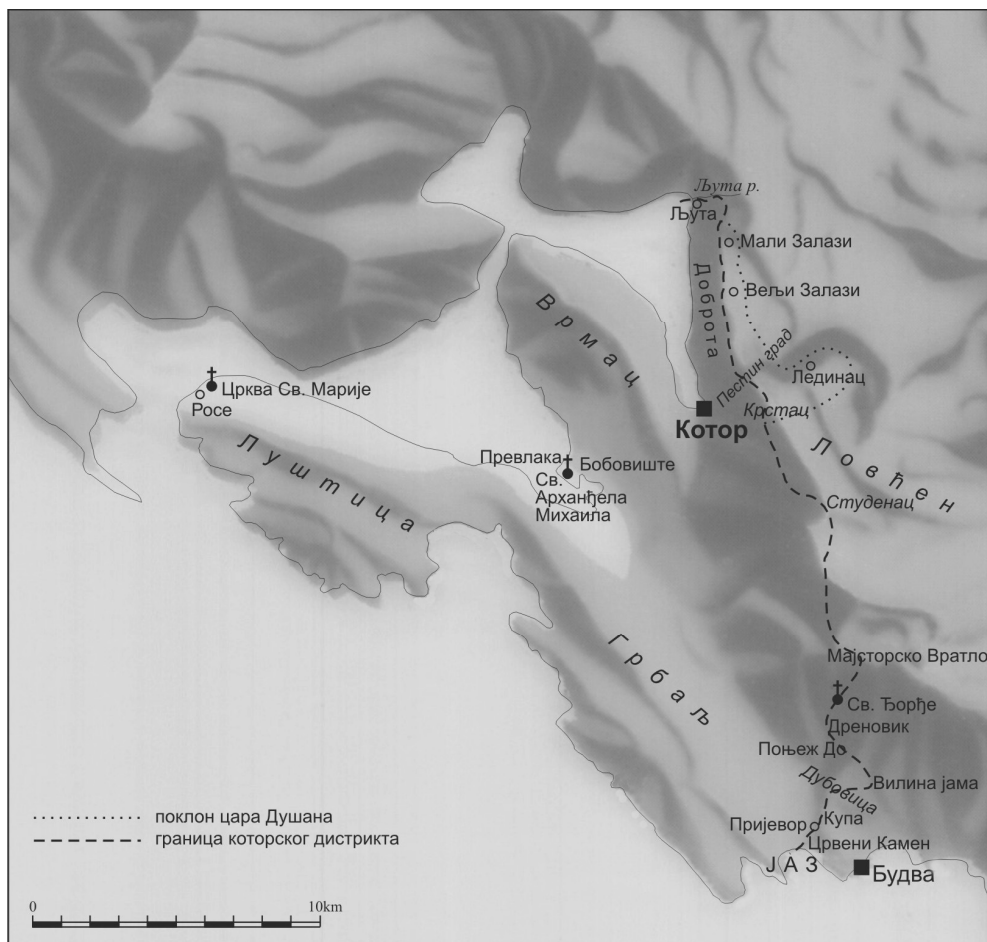 Љута р.
Љута
Мали Залази
Доброта
Вељи Залази
Врмац
Пестин град
Лединац
Црква Св. Марије
Росе
Крстац
Котор
Ловћен
Луштица
Превлака
Бобовиште
Св.
Арханђела
Михаила
Студенац
Грбаљ
Мајсторско Вратло
Св. Ђорђе
Дреновик
Поњеж До
Дубовица
Вилина јама
Купа
Пријевор
Црвени Камен
ЈАЗ
Будва
поклон цара Душана
граница которског дистрикта
0 10km